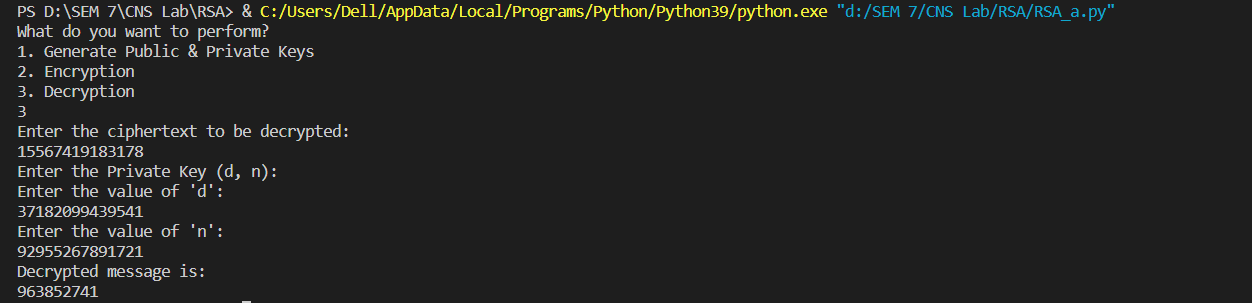 PS D:\SEM 7\CNS Lab\RSA> & C:/Users/Dell/AppData/Local/Programs/Python/Python39/python.exe "d:/SEM 7/CNS Lab/RSA/RSA_a.py"
What do you want to perform?
1. Generate Public & Private Keys
2. Encryption
3. Decryption
3
Enter the ciphertext to be decrypted:
15567419183178
Enter the Private Key (d, n):
Enter the value of 'd':
37182099439541
Enter the value of 'n':
92955267891721
Decrypted message is:
963852741